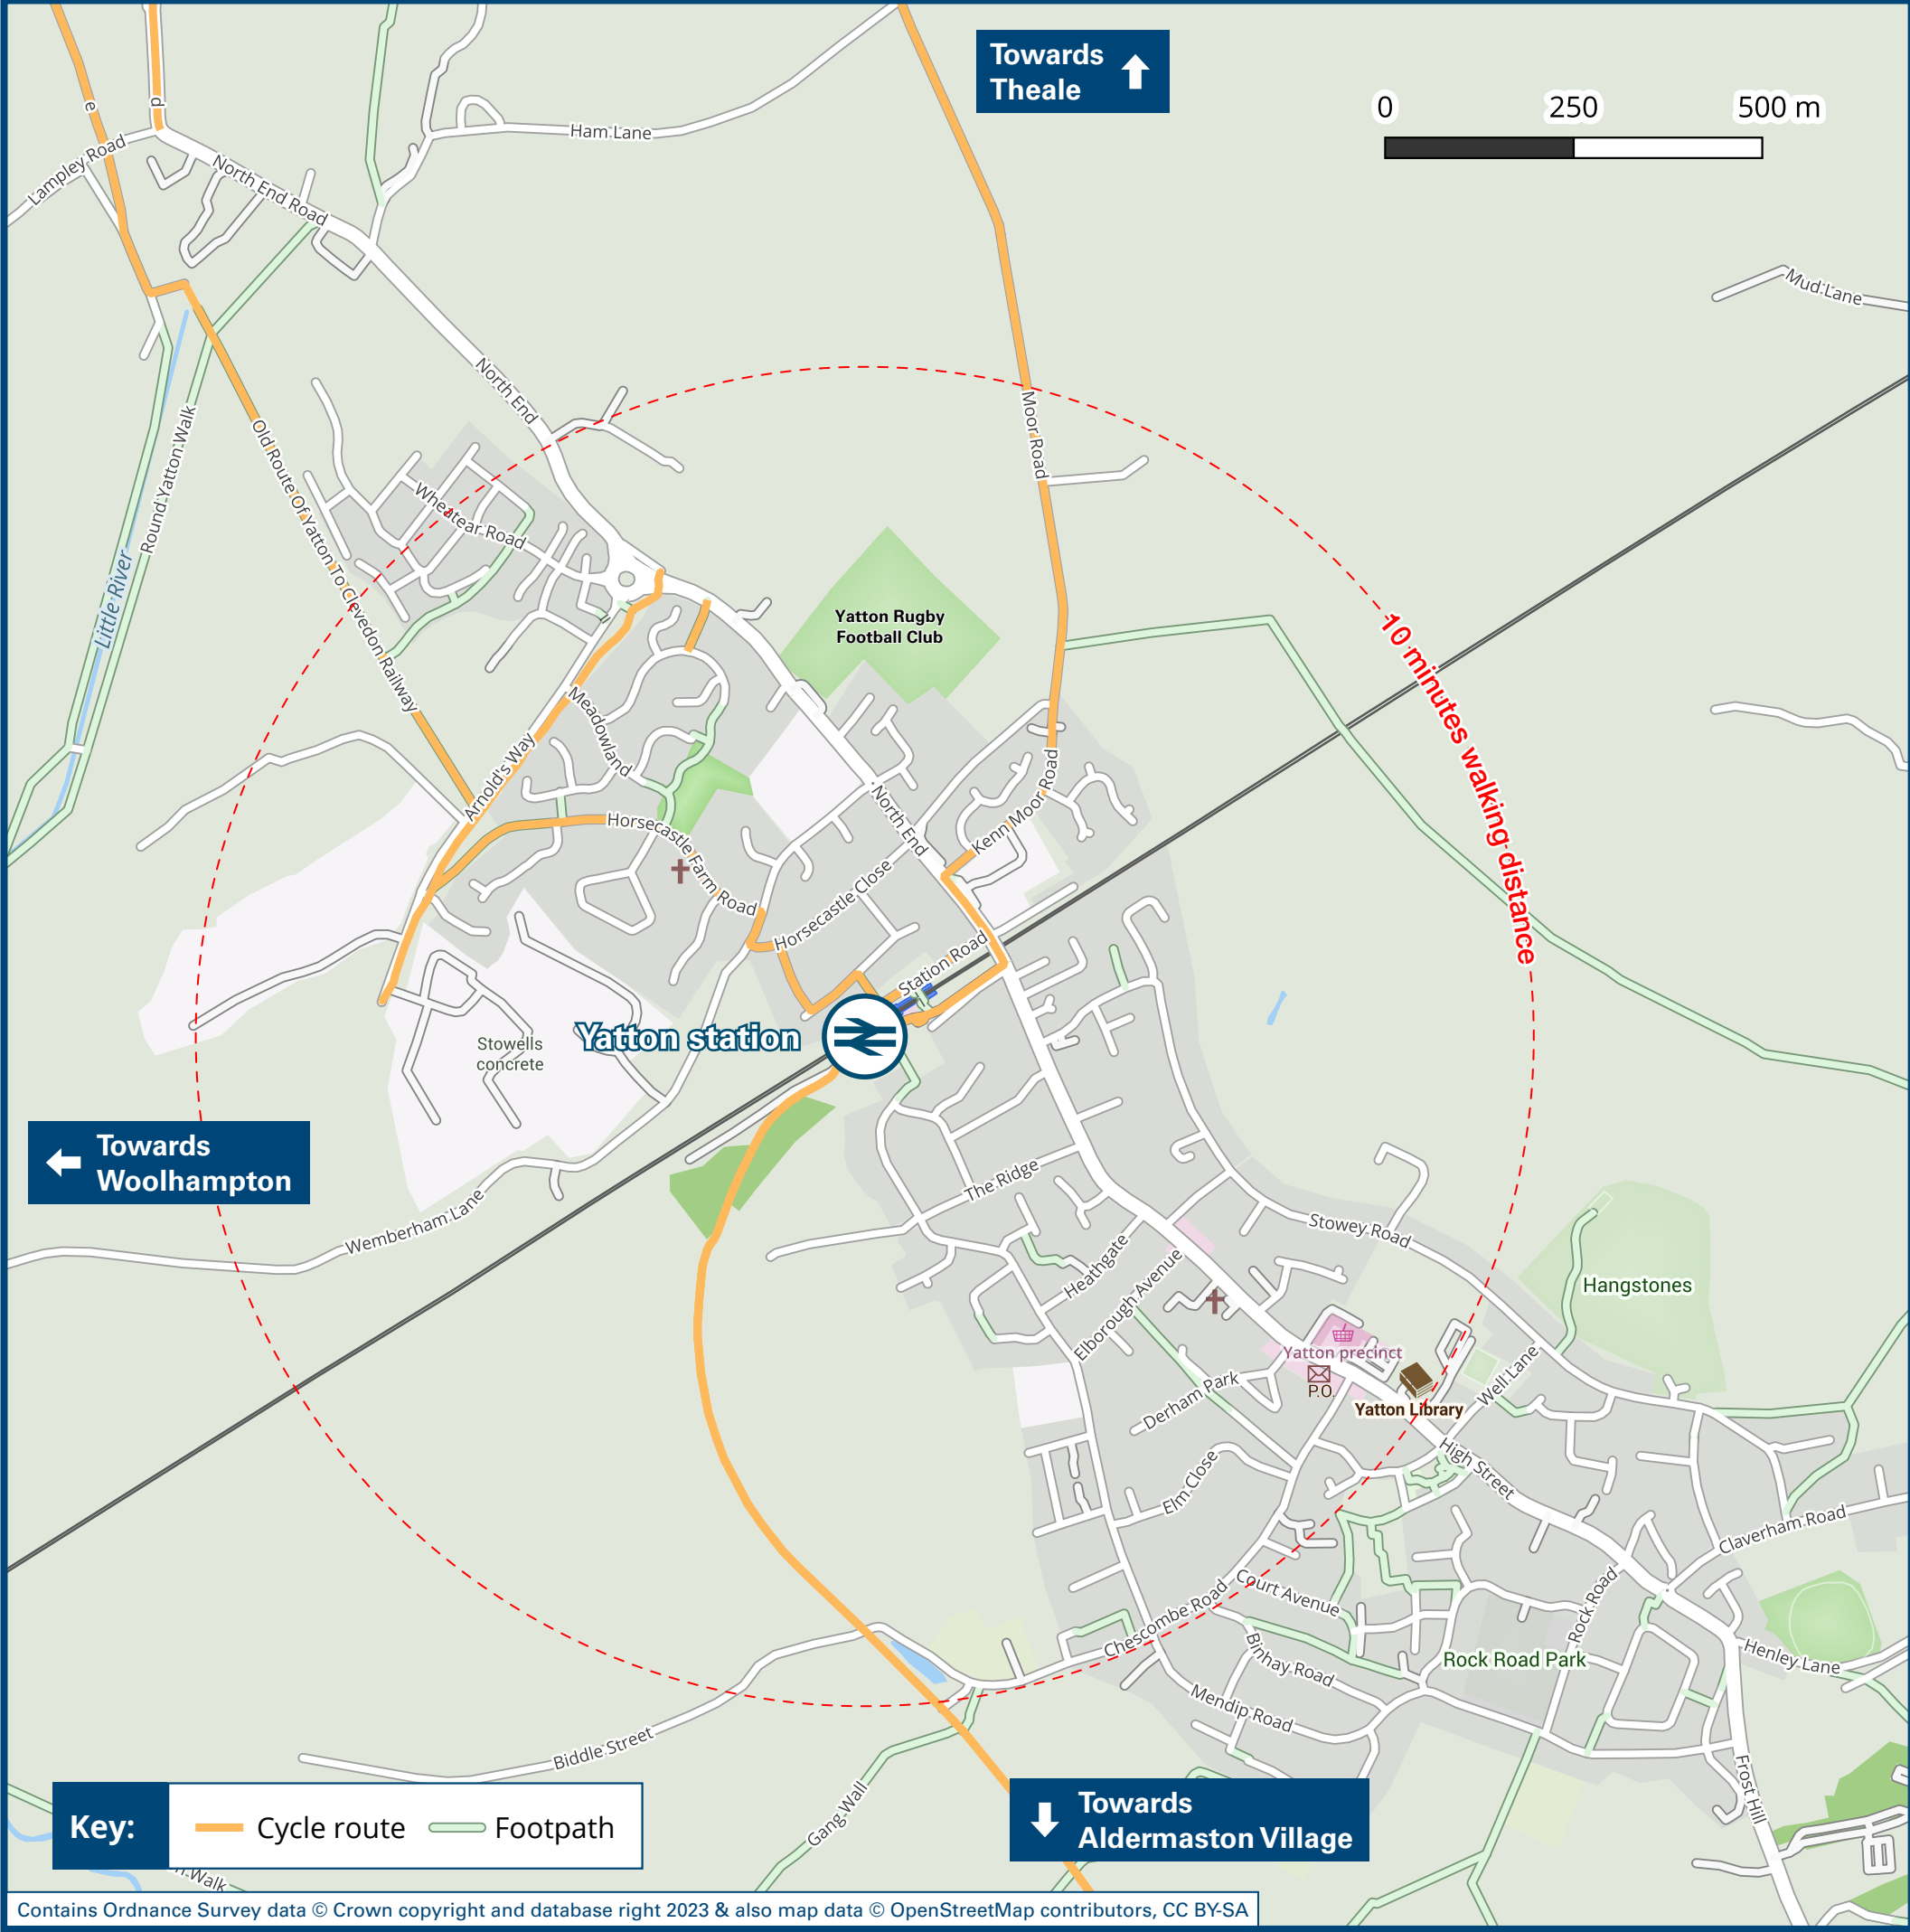 Towards
Theale
0 250 500 m
e
d
Lampley Road
North End Road
Ham Lane
Mud Lane
North End
Moor Road
Old Route Of Yatton To Clevedon Railway
Round Yatton Walk
Little River
Wheatear Road
Yatton Rugby
Football Club
10 minutes walking distance
Meadowland
Arnold's Way
North End
Kenn Moor Road
Horsecastle Farm Road
Horsecastle Close
Station Road
Stowells
concrete
Yatton station
Towards
Woolhampton
Wemberham Lane
The Ridge
Stowey Road
Heathgate
Elborough Avenue
Hangstones
Yatton precinct
P.O.
Yatton Library
Well Lane
Derham Park
High Street
Elm Close
Claverham Road
Court Avenue
Chescombe Road
Rock Road
Binhay Road
Rock Road Park
Henley Lane
Mendip Road
Biddle Street
Frost Hill
Gang Wall
Towards
Aldermaston Village
Key:
Cycle route
Footpath
n Walk
Contains Ordnance Survey data © Crown copyright and database right 2023 & also map data © OpenStreetMap contributors, CC BY-SA